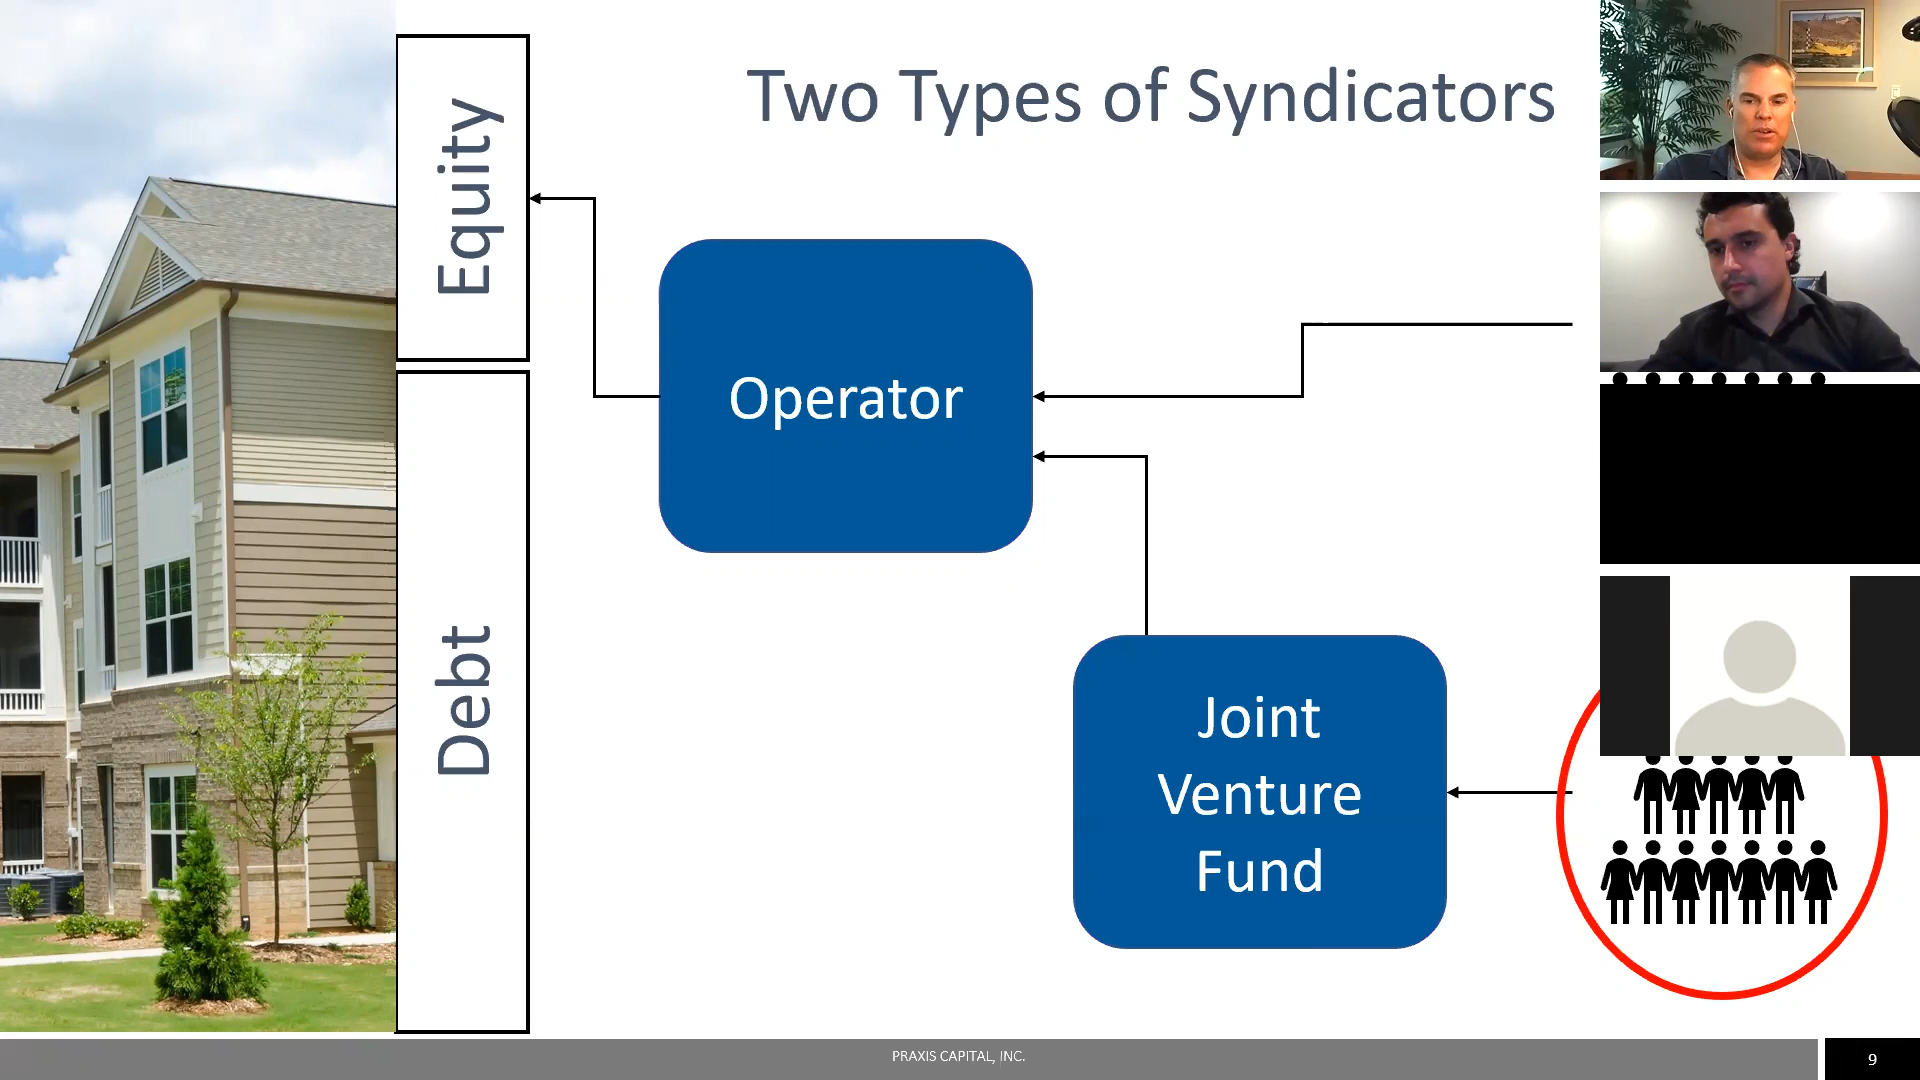 Two Types of Syndicators
Equity
Operator
Debt
Joint
Venture
Fund
PRAXIS CAPITAL, INC.
9